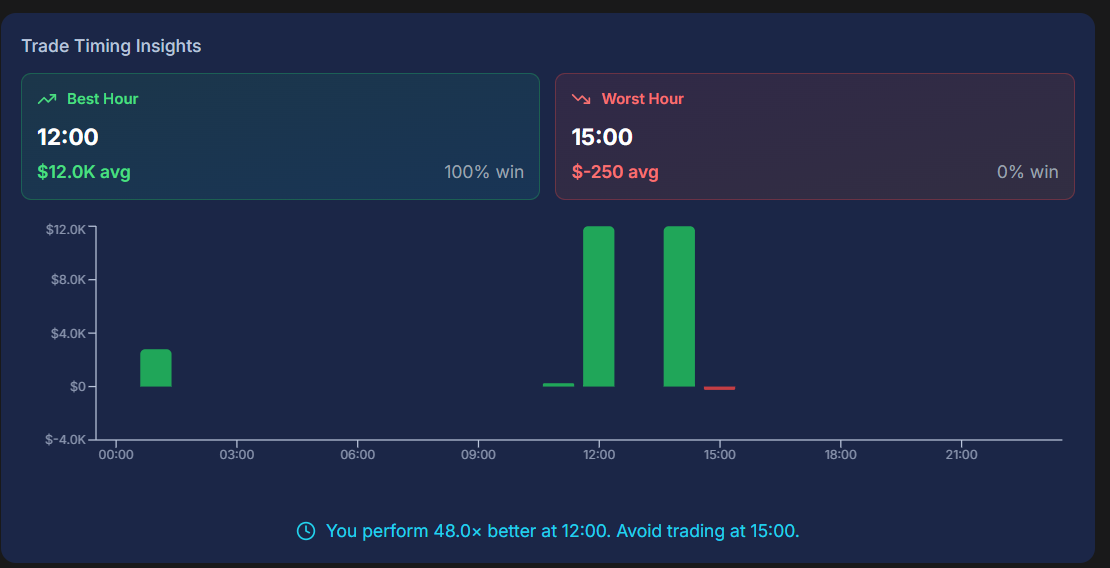 Trade Timing Insights
Best Hour
12:00
$12.0K avg
100% win
Worst Hour
15:00
$-250 avg
0% win
$12.0K
$8.0K
$4.0K
$0
$-4.0K
00:00
03:00
06:00
09:00
12:00
15:00
18:00
21:00
You perform 48.0× better at 12:00. Avoid trading at 15:00.